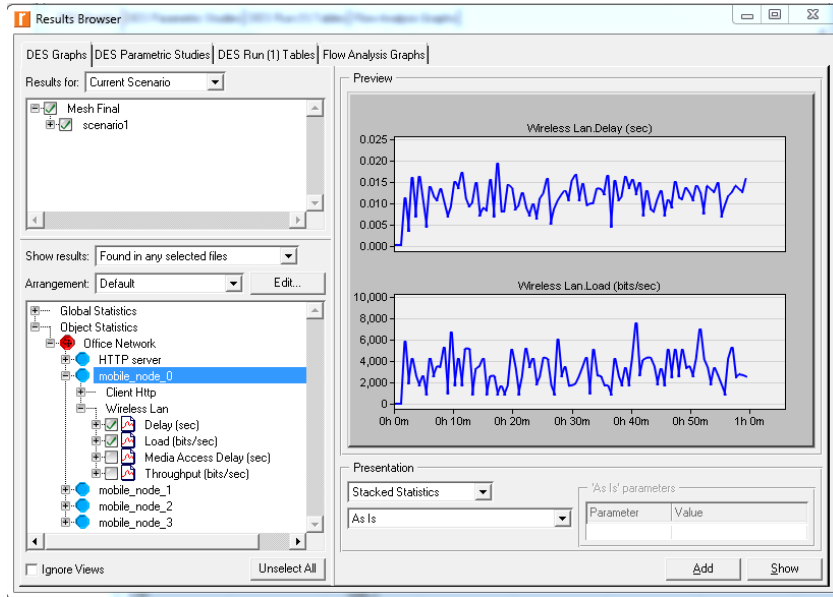 Results Browser
DES Graphs DES Parametric Studies DES Run (1) Tables Flow Analysis Graphs
Results for: Current Scenario
Mesh Final
scenario1
Show results: Found in any selected files
Arrangement: Default Edit...
Global Statistics
Object Statistics
Office Network
HTTP server
mobile_node_0
Client Http
Wireless Lan
Delay (sec)
Load (bits/sec)
Media Access Delay (sec)
Throughput (bits/sec)
mobile_node_1
mobile_node_2
mobile_node_3
Ignore Views Unselect All
Preview
Wireless Lan.Delay (sec)
0.025
0.020
0.015
0.010
0.005
0.000
Wireless Lan.Load (bits/sec)
10,000
8,000
6,000
4,000
2,000
0
0h 0m 0h 10m 0h 20m 0h 30m 0h 40m 0h 50m 1h 0m
Presentation
Stacked Statistics
As Is
'As Is' parameters
Parameter Value
Add Show